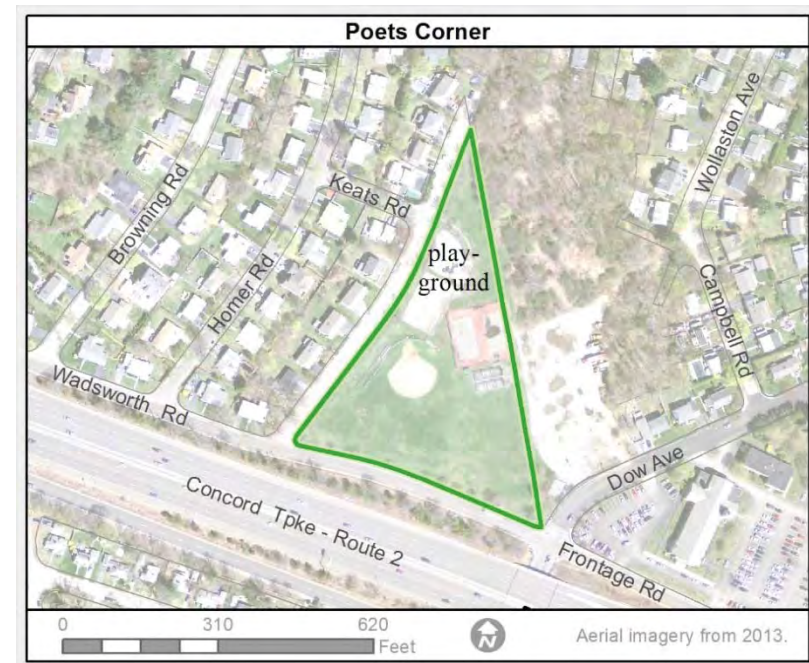 Poets Corner
Wollaston Ave
Keats Rd
Browning Rd
play-
ground
Homer Rd
Campbell Rd
Wadsworth Rd
Dow Ave
Concord Tpke - Route 2
Frontage Rd
0 310 620
Feet
N
Aerial imagery from 2013.